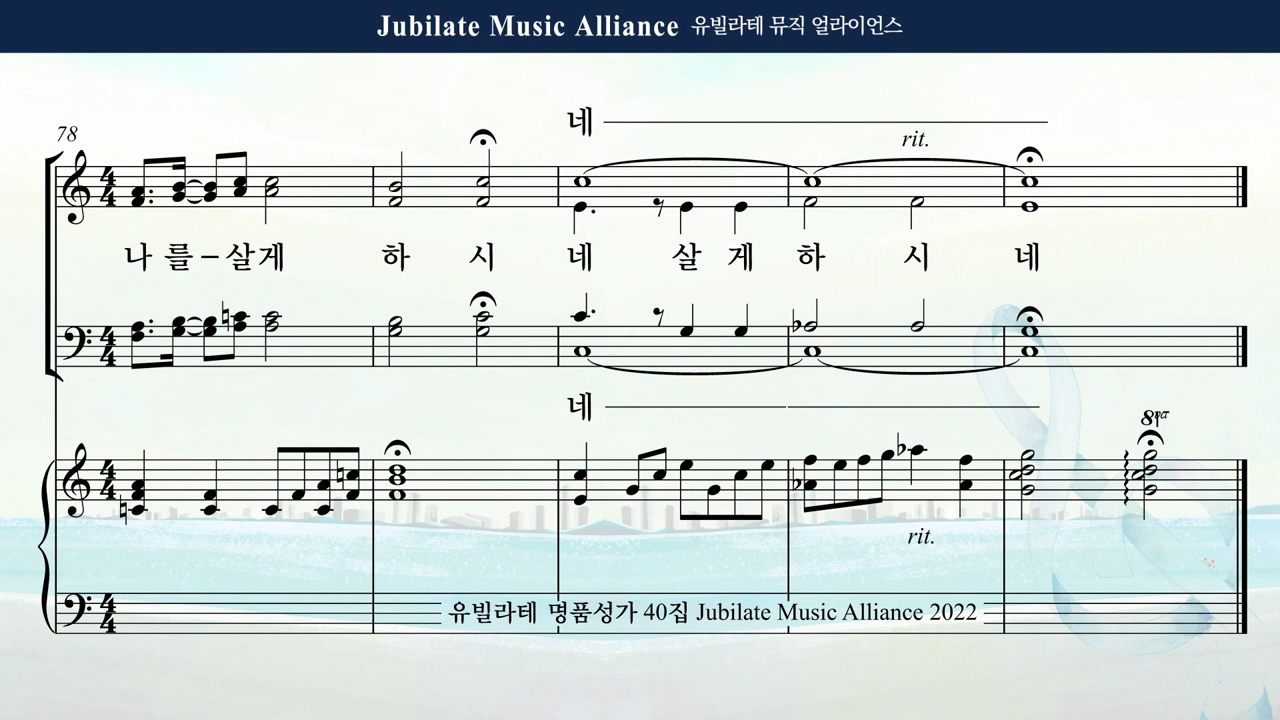 Jubilate Music Alliance 유빌라테 뮤직 얼라이언스
78
네
rit.
나 를 – 살 게 하 시 네 살 게 하 시 네
네
8va
rit.
유빌라테 명품성가 40집 Jubilate Music Alliance 2022